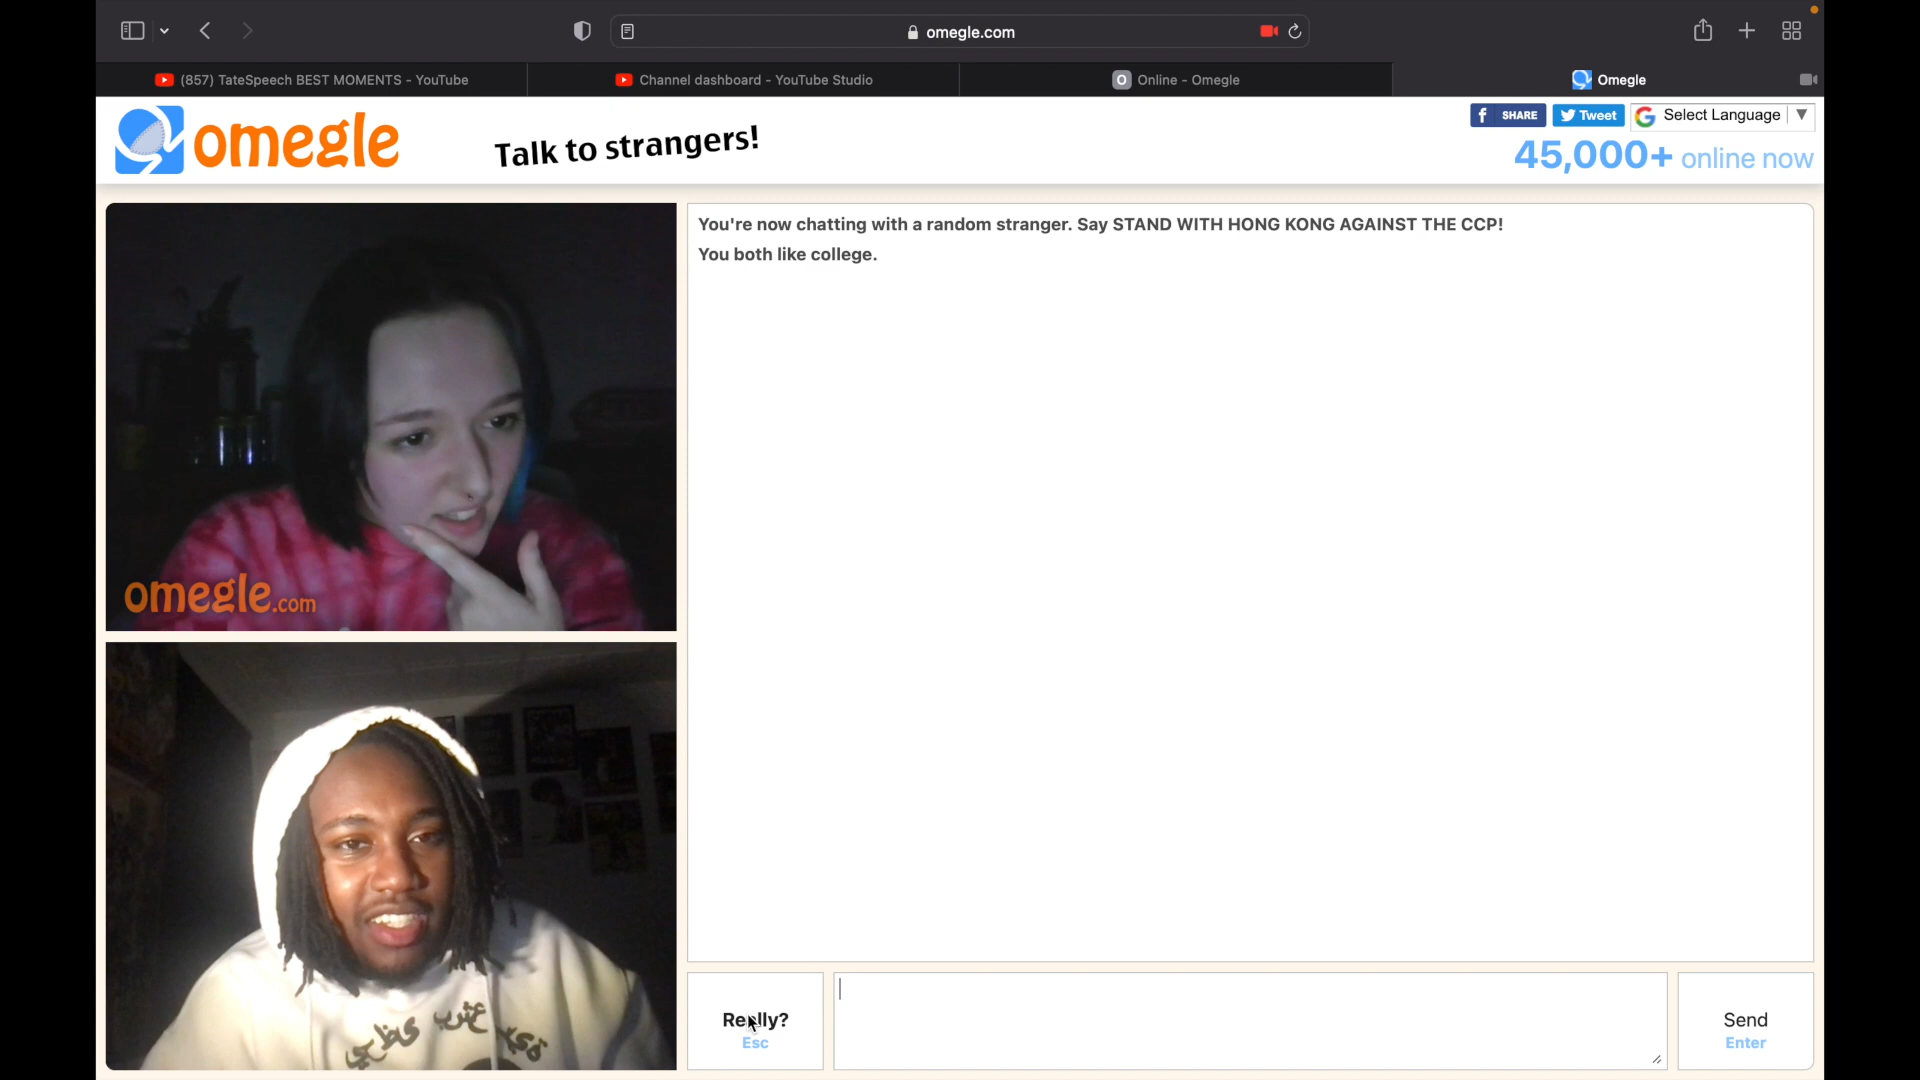 omegle.com
(857) TateSpeech BEST MOMENTS - YouTube
Channel dashboard - YouTube Studio
Online - Omegle
Omegle
omegle
Talk to strangers!
SHARE
Tweet
Select Language
45,000+ online now
You're now chatting with a random stranger. Say STAND WITH HONG KONG AGAINST THE CCP!
You both like college.
omegle.com
Really?
Esc
Send
Enter